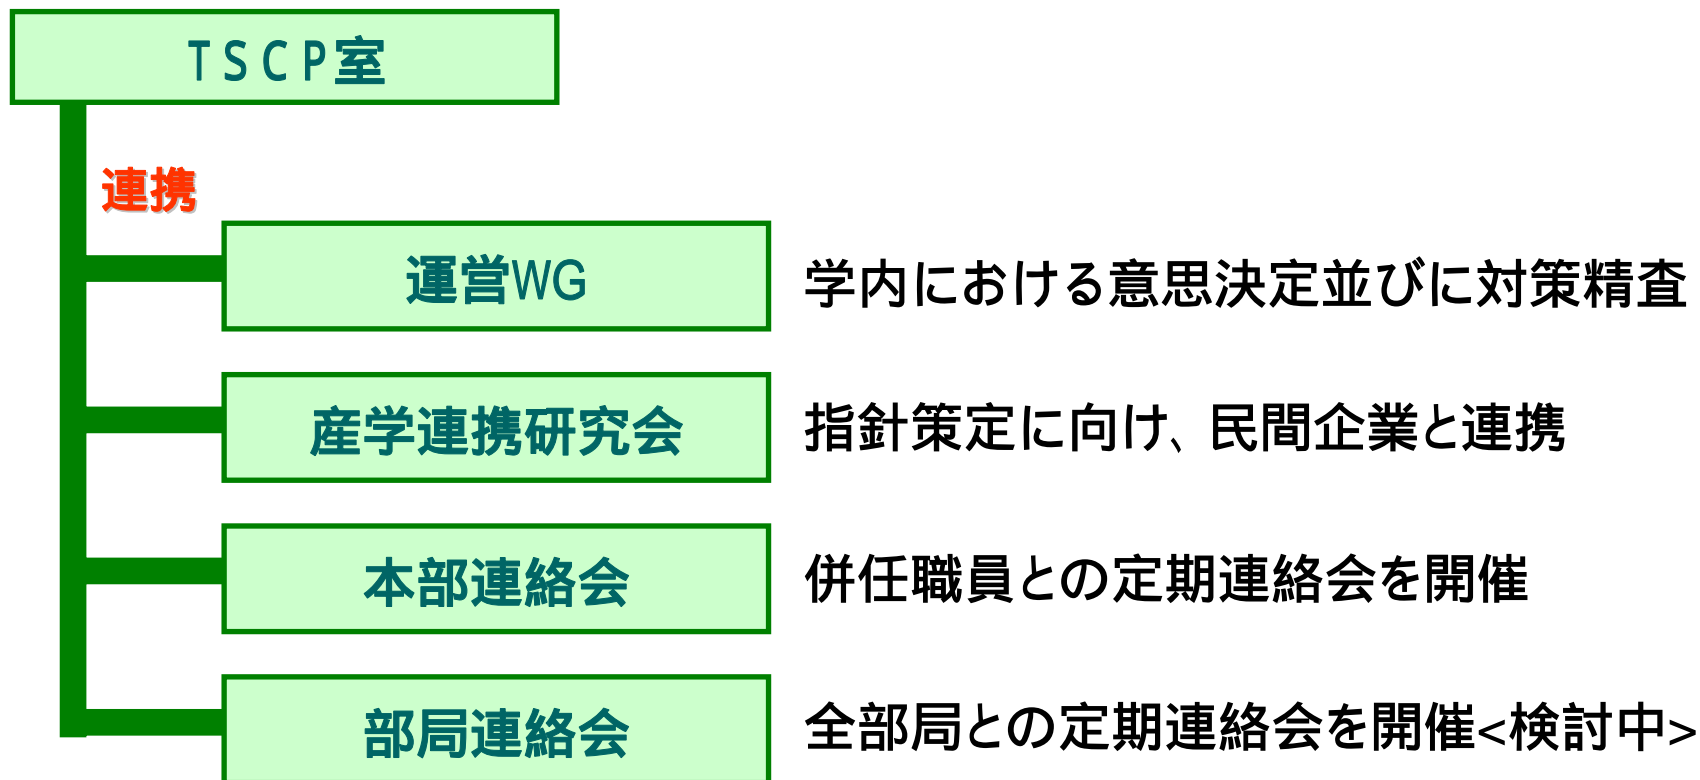 TSCP室
連携
運営WG
学内における意思決定並びに対策精査
産学連携研究会
指針策定に向け、民間企業と連携
本部連絡会
併任職員との定期連絡会を開催
部局連絡会
全部局との定期連絡会を開催<検討中>